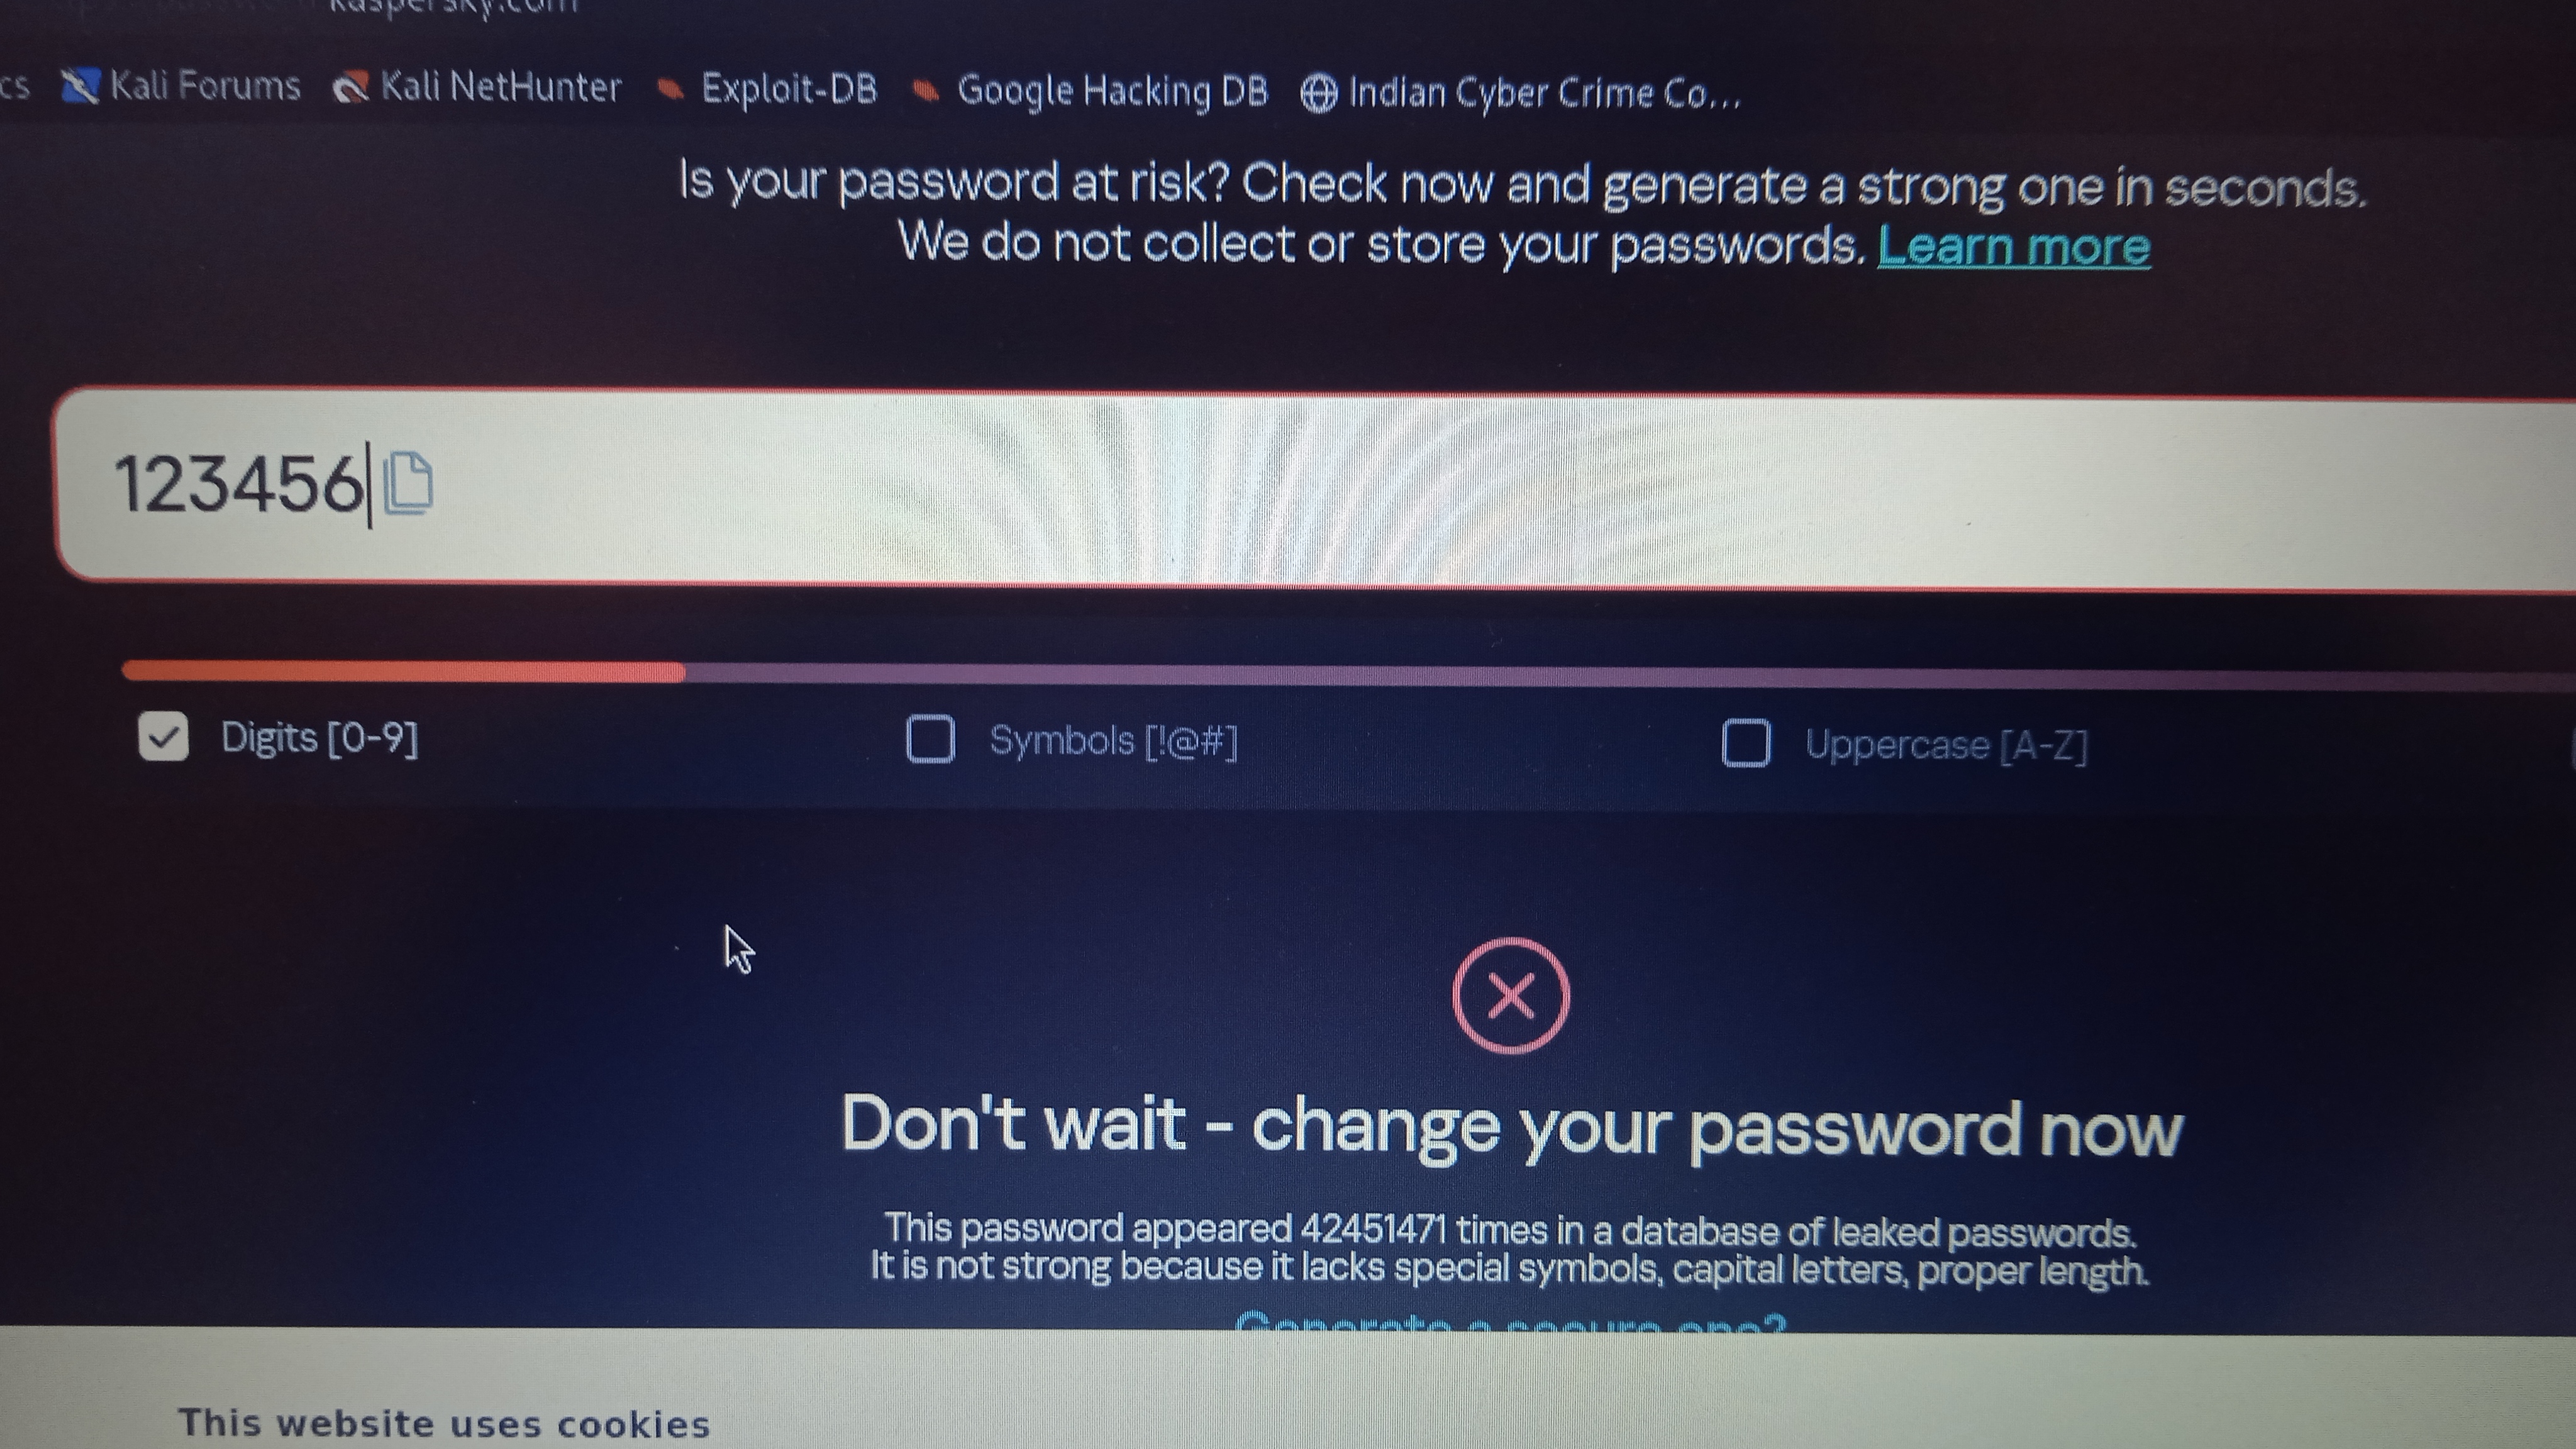 kaspersky.com
cs Kali Forums Kali NetHunter Exploit-DB Google Hacking DB Indian Cyber Crime Co...
Is your password at risk? Check now and generate a strong one in seconds.
We do not collect or store your passwords. Learn more
123456
Digits [0-9] Symbols [!@#] Uppercase [A-Z]
Don't wait - change your password now
This password appeared 42451471 times in a database of leaked passwords.
It is not strong because it lacks special symbols, capital letters, proper length.
Generate a secure one?
This website uses cookies